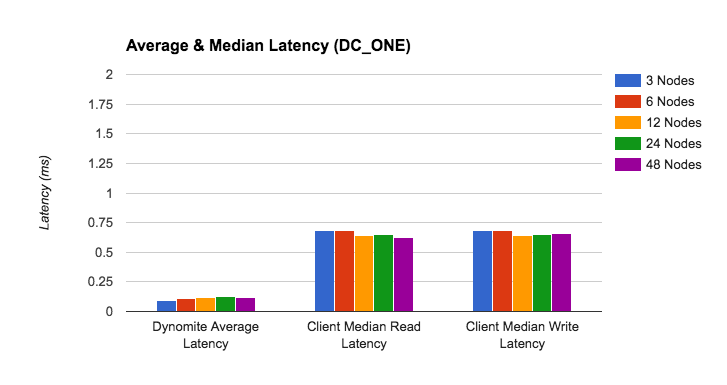 Average & Median Latency (DC_ONE)
2
1.75
1.5
1.25
1
0.75
0.5
0.25
0
Latency (ms)
Dynomite Average
Latency
Client Median Read
Latency
Client Median Write
Latency
3 Nodes
6 Nodes
12 Nodes
24 Nodes
48 Nodes